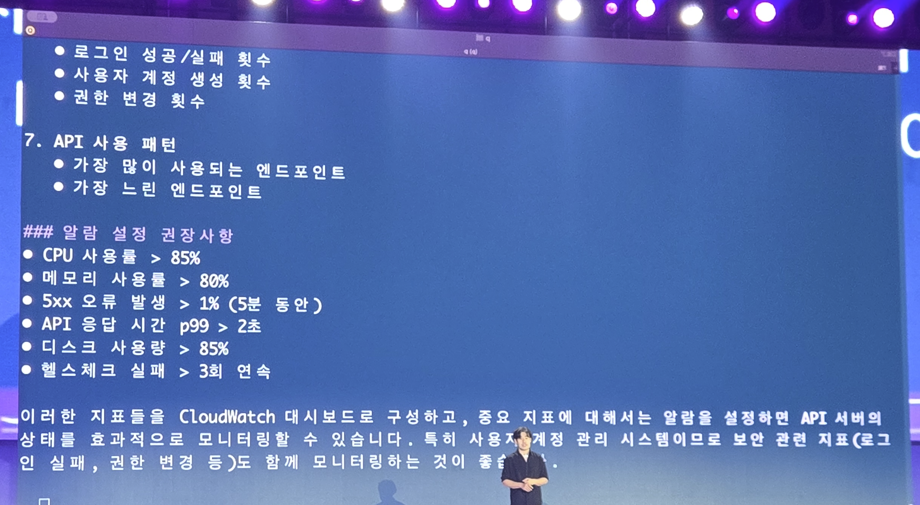 q
q (q)
● 로그인 성공/실패 횟수
● 사용자 계정 생성 횟수
● 권한 변경 횟수
7. API 사용 패턴
● 가장 많이 사용되는 엔드포인트
● 가장 느린 엔드포인트
### 알람 설정 권장사항
● CPU 사용률 > 85%
● 메모리 사용률 > 80%
● 5xx 오류 발생 > 1% (5분 동안)
● API 응답 시간 p99 > 2초
● 디스크 사용량 > 85%
● 헬스체크 실패 > 3회 연속
이러한 지표들을 CloudWatch 대시보드로 구성하고, 중요 지표에 대해서는 알람을 설정하면 API 서버의
상태를 효과적으로 모니터링할 수 있습니다. 특히 사용자 계정 관리 시스템이므로 보안 관련 지표(로그
인 실패, 권한 변경 등)도 함께 모니터링하는 것이